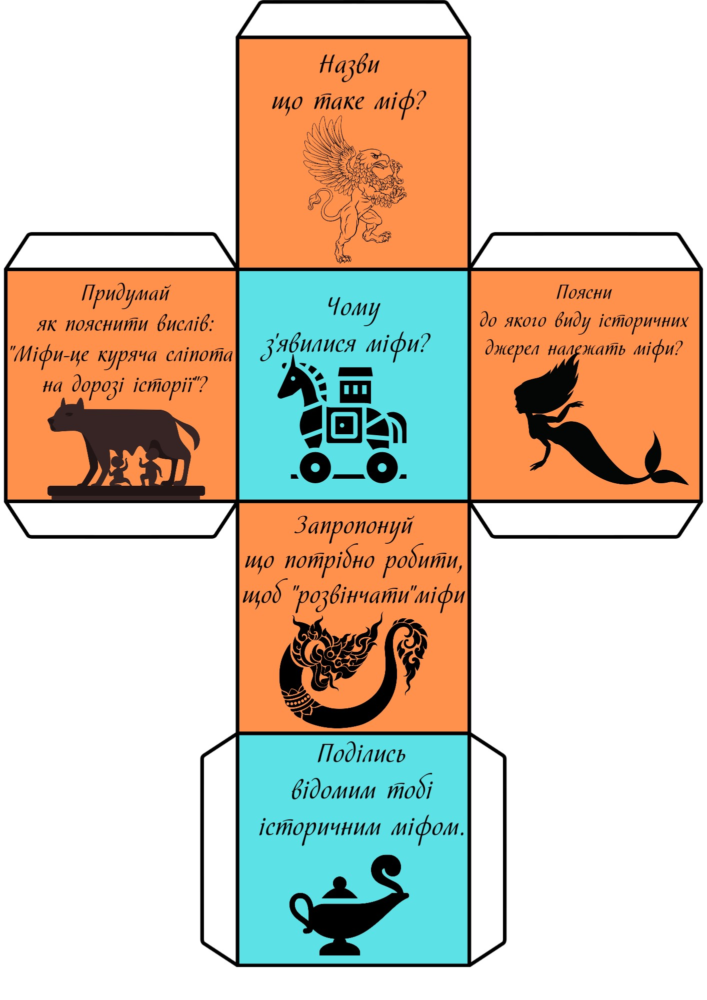 Назви
що таке міф?
Придумай
як пояснити вислів:
"Міфи-це куряча сліпота
на дорозі історії"?
Чому
з'явилися міфи?
Поясни
до якого виду історичних
джерел належать міфи?
Запропонуй
що потрібно робити,
щоб "розвінчати"міфи
Поділись
відомим тобі
історичним міфом.